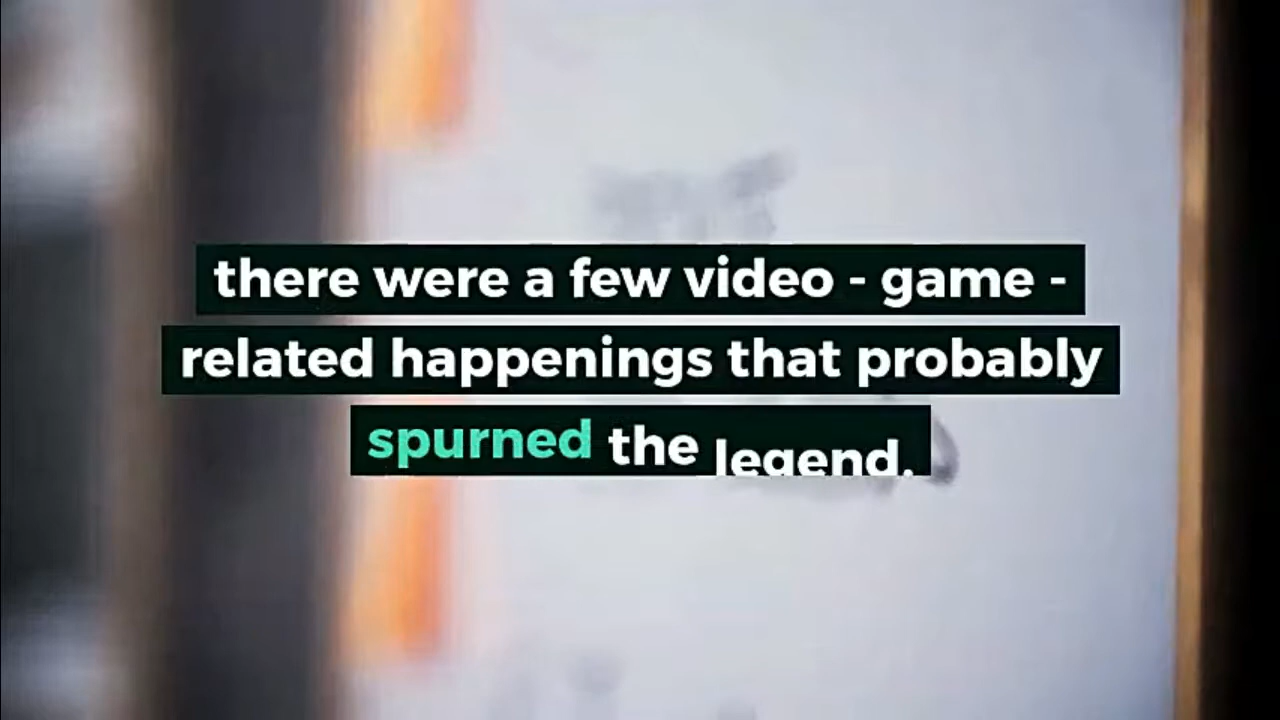 there were a few video - game -
related happenings that probably
spurned the legend.